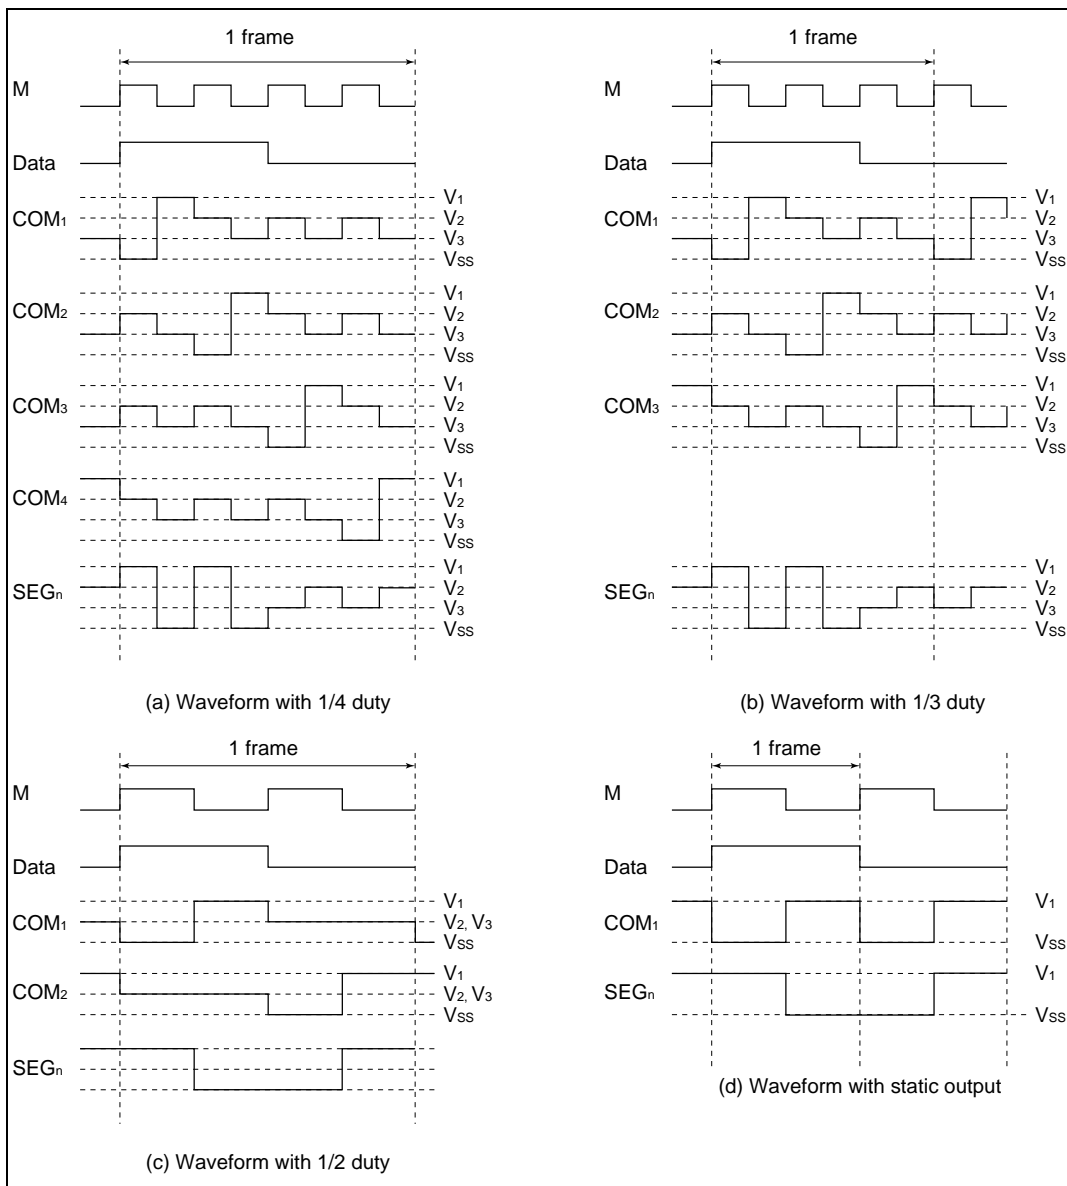 1 frame
M
Data
COM1
V1
V2
V3
VSS
COM2
V1
V2
V3
VSS
COM3
V1
V2
V3
VSS
COM4
V1
V2
V3
VSS
SEGn
V1
V2
V3
VSS
(a) Waveform with 1/4 duty
1 frame
M
Data
COM1
V1
V2
V3
VSS
COM2
V1
V2
V3
VSS
COM3
V1
V2
V3
VSS
SEGn
V1
V2
V3
VSS
(b) Waveform with 1/3 duty
1 frame
M
Data
COM1
V1
V2, V3
VSS
COM2
V1
V2, V3
VSS
SEGn
(c) Waveform with 1/2 duty
1 frame
M
Data
COM1
V1
VSS
SEGn
V1
VSS
(d) Waveform with static output